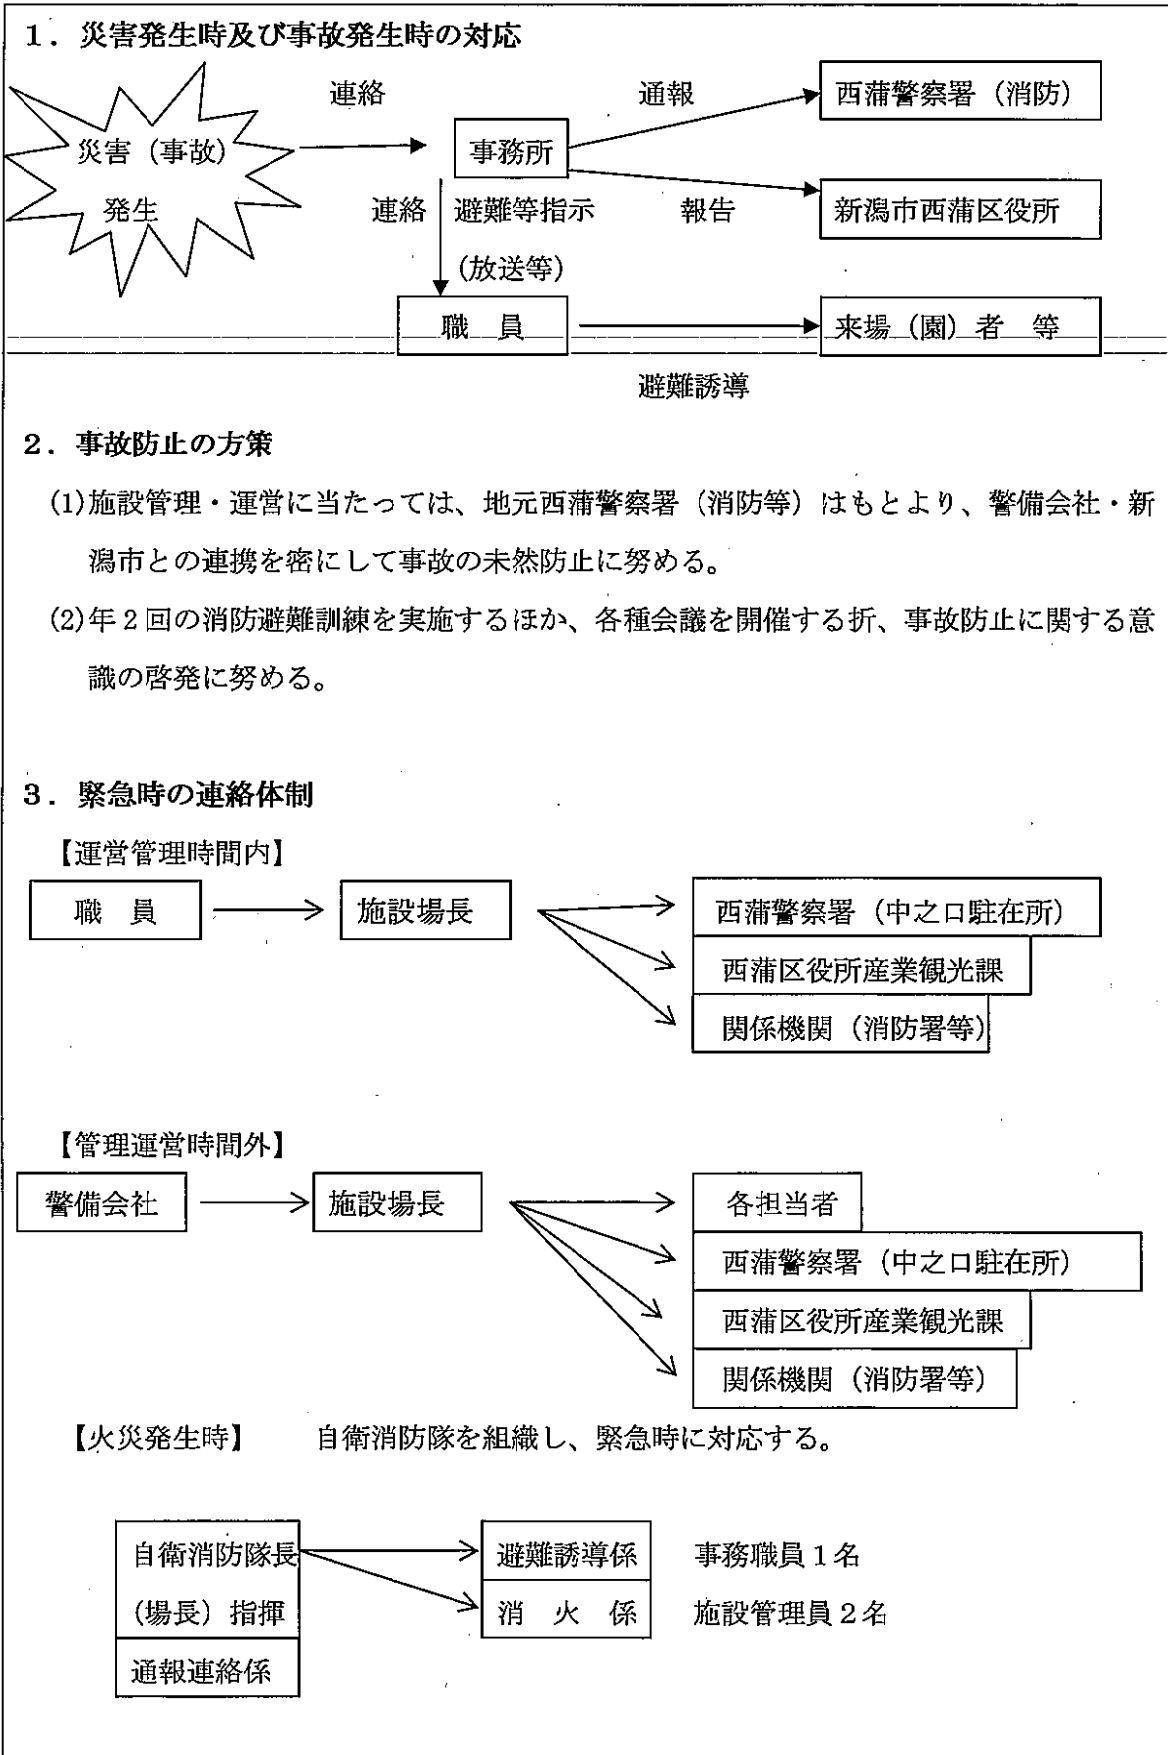 １．災害発生時及び事故発生時の対応
連絡
通報
西蒲警察署（消防）
災害（事故）
発生
事務所
連絡
避難等指示
(放送等)
報告
新潟市西蒲区役所
職　員
来場（園）者　等
避難誘導
２．事故防止の方策
(1)施設管理・運営に当たっては、地元西蒲警察署（消防等）はもとより、警備会社・新
潟市との連携を密にして事故の未然防止に努める。
(2)年２回の消防避難訓練を実施するほか、各種会議を開催する折、事故防止に関する意
識の啓発に努める。
３．緊急時の連絡体制
【運営管理時間内】
職　員
施設場長
西蒲警察署（中之口駐在所）
西蒲区役所産業観光課
関係機関（消防署等）
【管理運営時間外】
警備会社
施設場長
各担当者
西蒲警察署（中之口駐在所）
西蒲区役所産業観光課
関係機関（消防署等）
【火災発生時】　　自衛消防隊を組織し、緊急時に対応する。
自衛消防隊長
（場長）指揮
通報連絡係
避難誘導係　事務職員１名
消　火　係　施設管理員２名